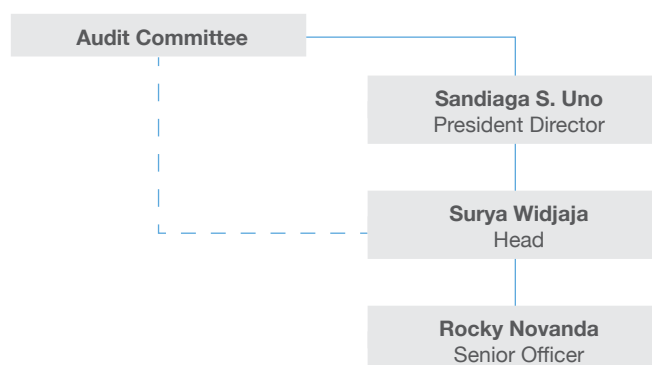 Audit Committee
Sandiaga S. Uno
President Director
Surya Widjaja
Head
Rocky Novanda
Senior Officer